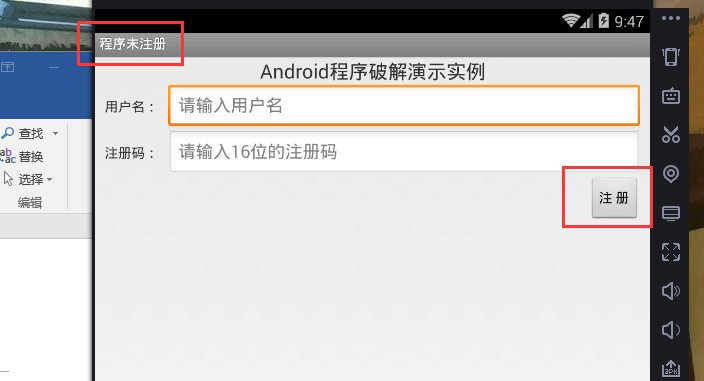 9:47
程序未注册
Android程序破解演示实例
用户名：
请输入用户名
注册码：
请输入16位的注册码
注 册
查找
替换
选择
编辑